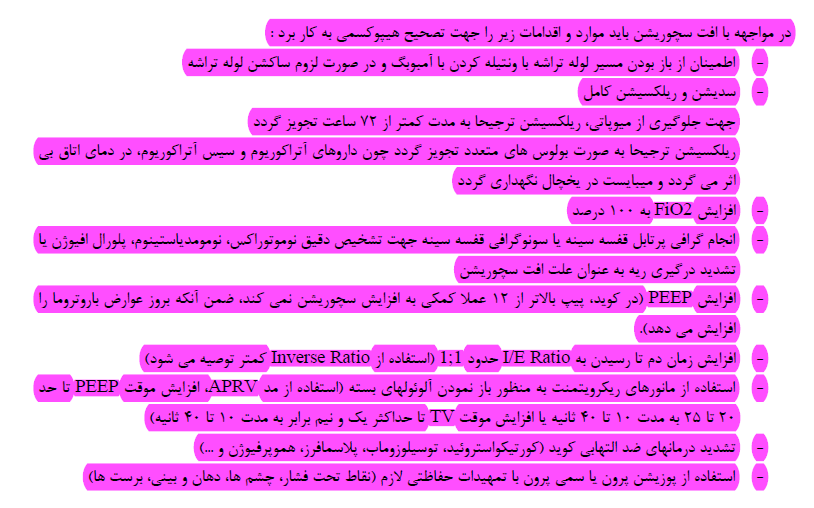 در مواجهه با افت سچوریشن باید موارد و اقدامات زیر را جهت تصحیح هیپوکسمی به کار برد :
- اطمینان از باز بودن مسیر لوله تراشه با ونتیله کردن با آمبوبگ و در صورت لزوم ساکشن لوله تراشه
- سدیشن و ریلکسیشن کامل
جهت جلوگیری از میوپاتی، ریلکسیشن ترجیحا به مدت کمتر از ۷۲ ساعت تجویز گردد
ریلکسیشن ترجیحا به صورت بولوس های متعدد تجویز گردد چون داروهای آتراکوریوم و سیس آتراکوریوم، در دمای اتاق بی
اثر می گردد و میبایست در یخچال نگهداری گردد
- افزایش FiO2 به ۱۰۰ درصد
- انجام گرافی پرتابل قفسه سینه یا سونوگرافی قفسه سینه جهت تشخیص دقیق نوموتوراکس، نومومدیاستینوم، پلورال افیوژن یا
تشدید درگیری ریه به عنوان علت افت سچوریشن
- افزایش PEEP (در کوید، پیپ بالاتر از ۱۲ عملا کمکی به افزایش سچوریشن نمی کند، ضمن آنکه بروز عوارض باروتروما را
افزایش می دهد).
- افزایش زمان دم تا رسیدن به I/E Ratio حدود 1;1 (استفاده از Inverse Ratio کمتر توصیه می شود)
- استفاده از مانورهای ریکرویتمنت به منظور باز نمودن آلوئولهای بسته (استفاده از مد APRV، افزایش موقت PEEP تا حد
۲۰ تا ۲۵ به مدت ۱۰ تا ۴۰ ثانیه یا افزایش موقت TV تا حداکثر یک و نیم برابر به مدت ۱۰ تا ۴۰ ثانیه)
- تشدید درمانهای ضد التهابی کوید (کورتیکواستروئید، توسیلوزوماب، پلاسمافرز، هموپرفیوژن و ...)
- استفاده از پوزیشن پرون یا سمی پرون با تمهیدات حفاظتی لازم (نقاط تحت فشار، چشم ها، دهان و بینی، برست ها)